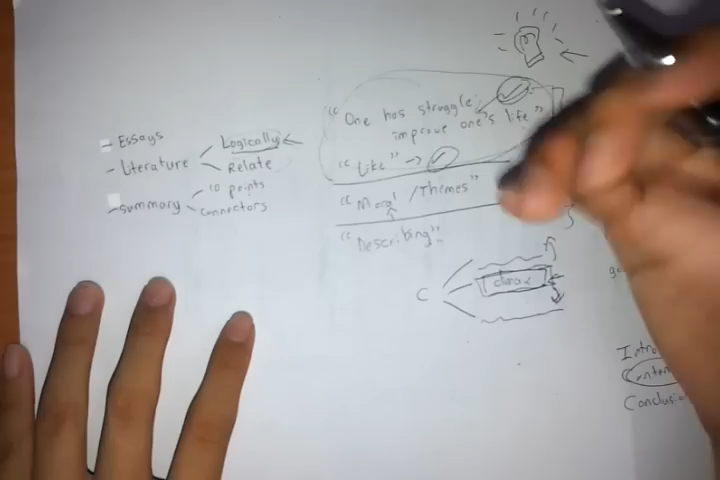 - Essays
- Literature
Logically
Relate
- Summary
10 points
connectors
"One has struggle
improve one's life"
"Like" →
"Moral /Themes"
"Describing"
C
climax
Conclusion